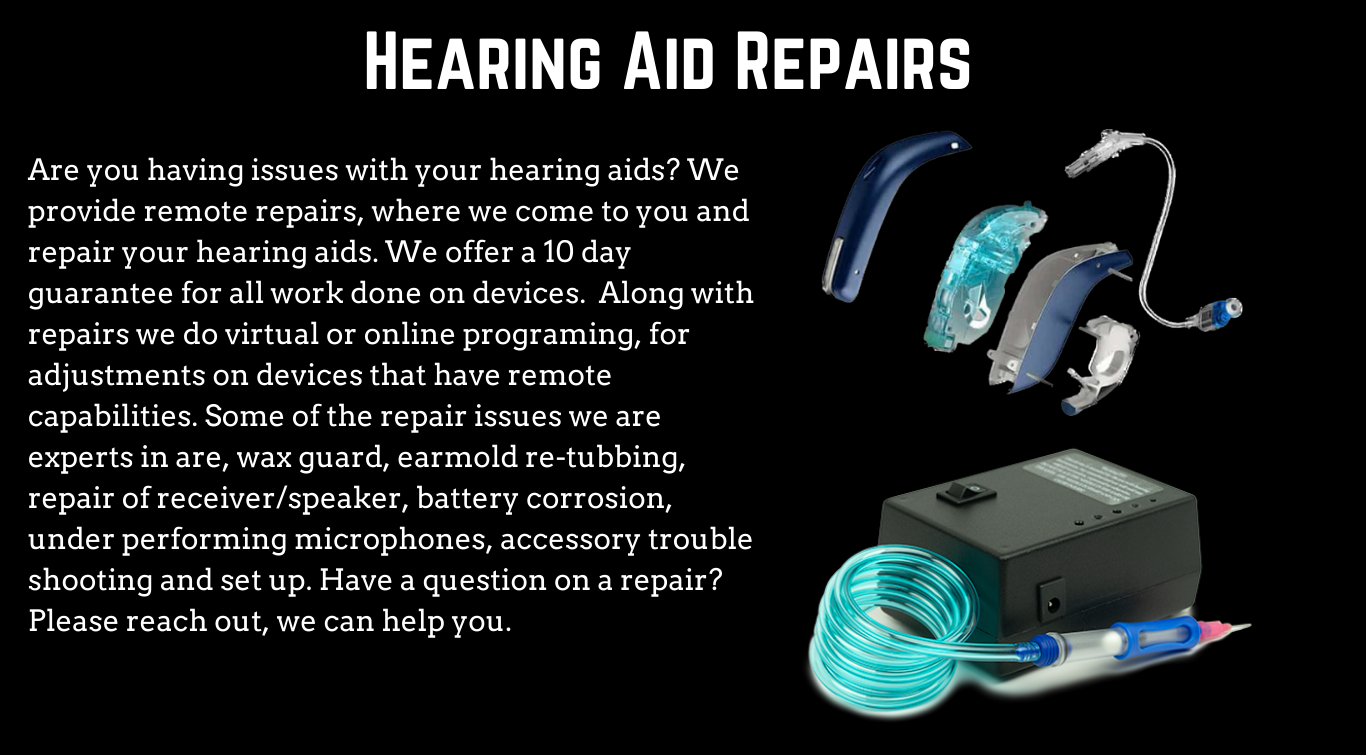 Hearing Aid Repairs
Are you having issues with your hearing aids? We
provide remote repairs, where we come to you and
repair your hearing aids. We offer a 10 day
guarantee for all work done on devices.  Along with
repairs we do virtual or online programing, for
adjustments on devices that have remote
capabilities. Some of the repair issues we are
experts in are, wax guard, earmold re-tubbing,
repair of receiver/speaker, battery corrosion,
under performing microphones, accessory trouble
shooting and set up. Have a question on a repair?
Please reach out, we can help you.